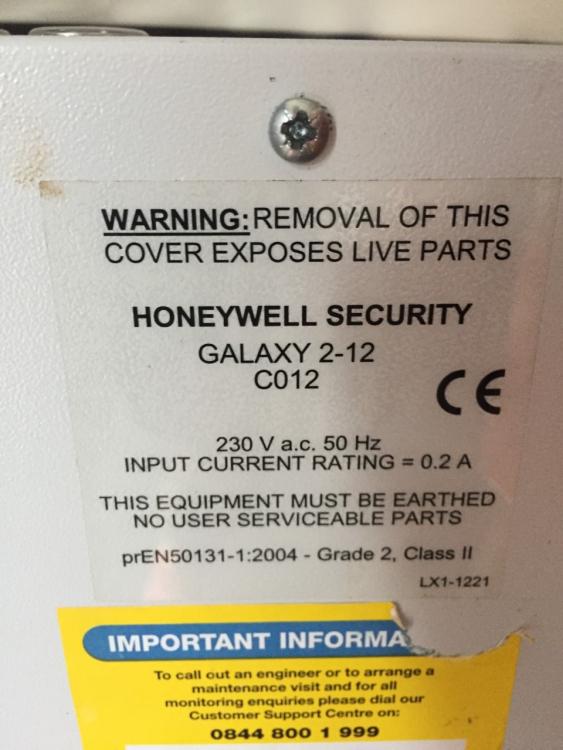 WARNING: REMOVAL OF THIS
COVER EXPOSES LIVE PARTS
HONEYWELL SECURITY
GALAXY 2-12
C012
CE
230 V a.c. 50 Hz
INPUT CURRENT RATING = 0.2 A
THIS EQUIPMENT MUST BE EARTHED
NO USER SERVICEABLE PARTS
prEN50131-1:2004 - Grade 2, Class II
LX1-1221
IMPORTANT INFORMA
To call out an engineer or to arrange a
maintenance visit and for all
monitoring enquiries please dial our
Customer Support Centre on:
0844 800 1 999